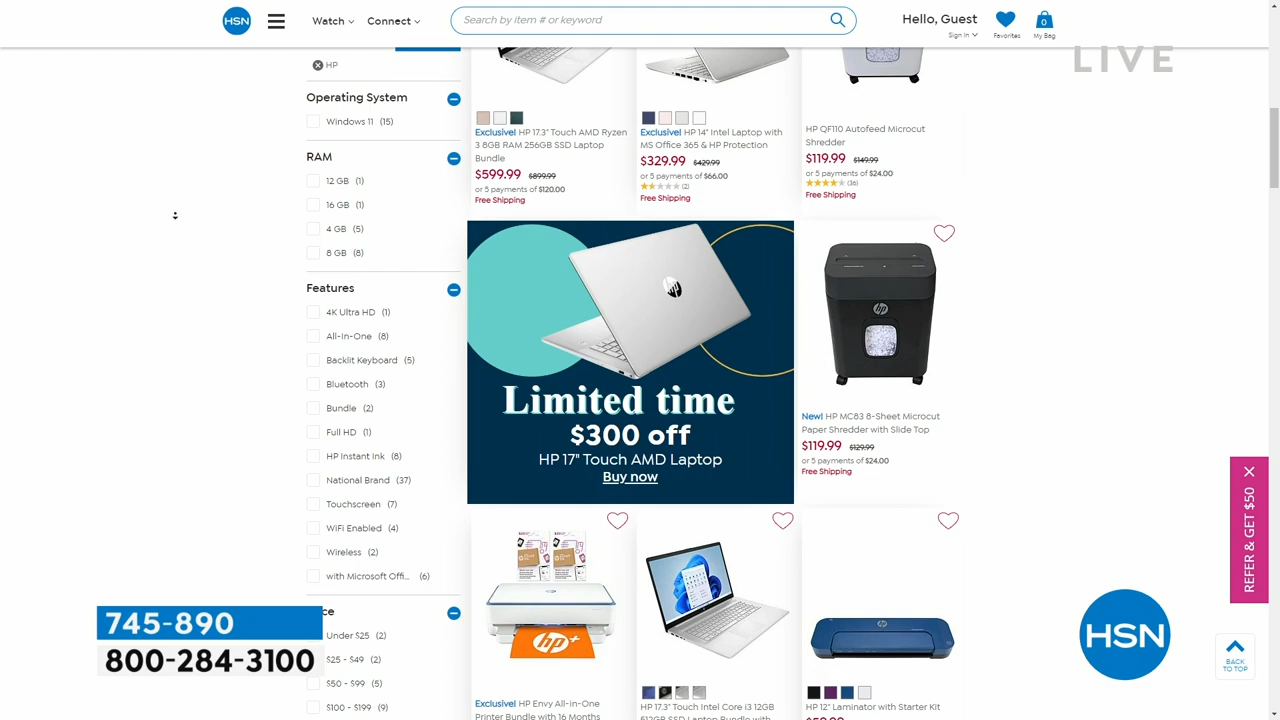 HSN
Watch
Connect
Search by item # or keyword
Hello, Guest
Sign In
Favorites
0
My Bag
LIVE
HP
Operating System
Windows 11 (15)
RAM
12 GB (1)
16 GB (1)
4 GB (5)
8 GB (8)
Features
4K Ultra HD (1)
All-In-One (8)
Backlit Keyboard (5)
Bluetooth (3)
Bundle (2)
Full HD (1)
HP Instant Ink (8)
National Brand (37)
Touchscreen (7)
WiFi Enabled (4)
Wireless (2)
with Microsoft Offi... (6)
ce
Under $25 (2)
$25 - $49 (2)
$50 - $99 (5)
$100 - $199 (9)
Exclusive! HP 17.3" Touch AMD Ryzen
3 8GB RAM 256GB SSD Laptop
Bundle
$599.99 $899.99
or 5 payments of $120.00
Free Shipping
Exclusive! HP 14" Intel Laptop with
MS Office 365 & HP Protection
$329.99 $429.99
or 5 payments of $66.00
(2)
Free Shipping
HP QF110 Autofeed Microcut
Shredder
$119.99 $149.99
or 5 payments of $24.00
(36)
Free Shipping
hp
Limited time
$300 off
HP 17" Touch AMD Laptop
Buy now
hp
New! HP MC83 8-Sheet Microcut
Paper Shredder with Slide Top
$119.99 $129.99
or 5 payments of $24.00
Free Shipping
hp+
Exclusive! HP Envy All-in-One
Printer Bundle with 16 Months
HP 17.3" Touch Intel Core i3 12GB
512GB SSD Laptop Bundle with
hp
HP 12" Laminator with Starter Kit
REFER & GET $50
745-890
800-284-3100
HSN
BACK
TO TOP